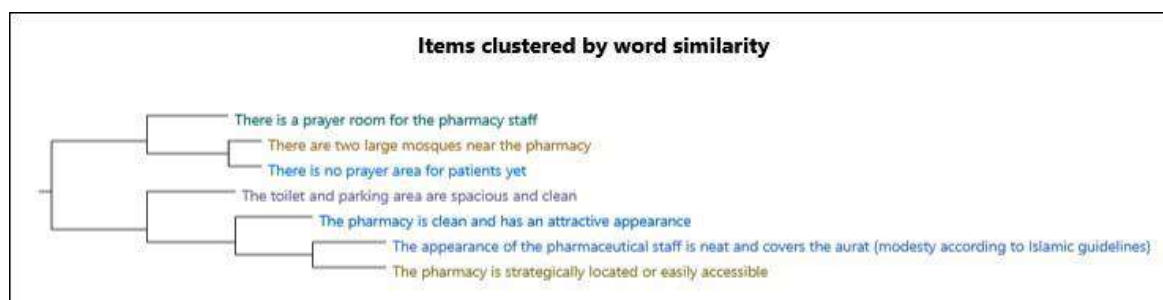 Items clustered by word similarity
There is a prayer room for the pharmacy staff
There are two large mosques near the pharmacy
There is no prayer area for patients yet
The toilet and parking area are spacious and clean
The pharmacy is clean and has an attractive appearance
The appearance of the pharmaceutical staff is neat and covers the aurat (modesty according to Islamic guidelines)
The pharmacy is strategically located or easily accessible